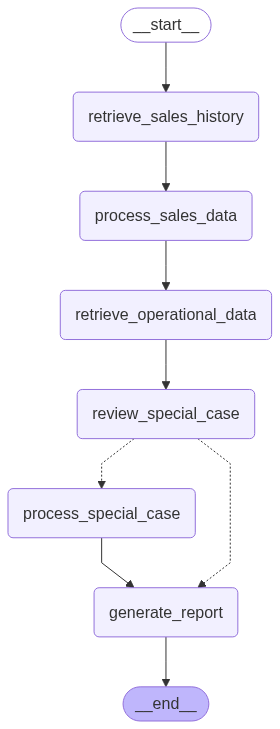 __start__
retrieve_sales_history
process_sales_data
retrieve_operational_data
review_special_case
process_special_case
generate_report
__end__